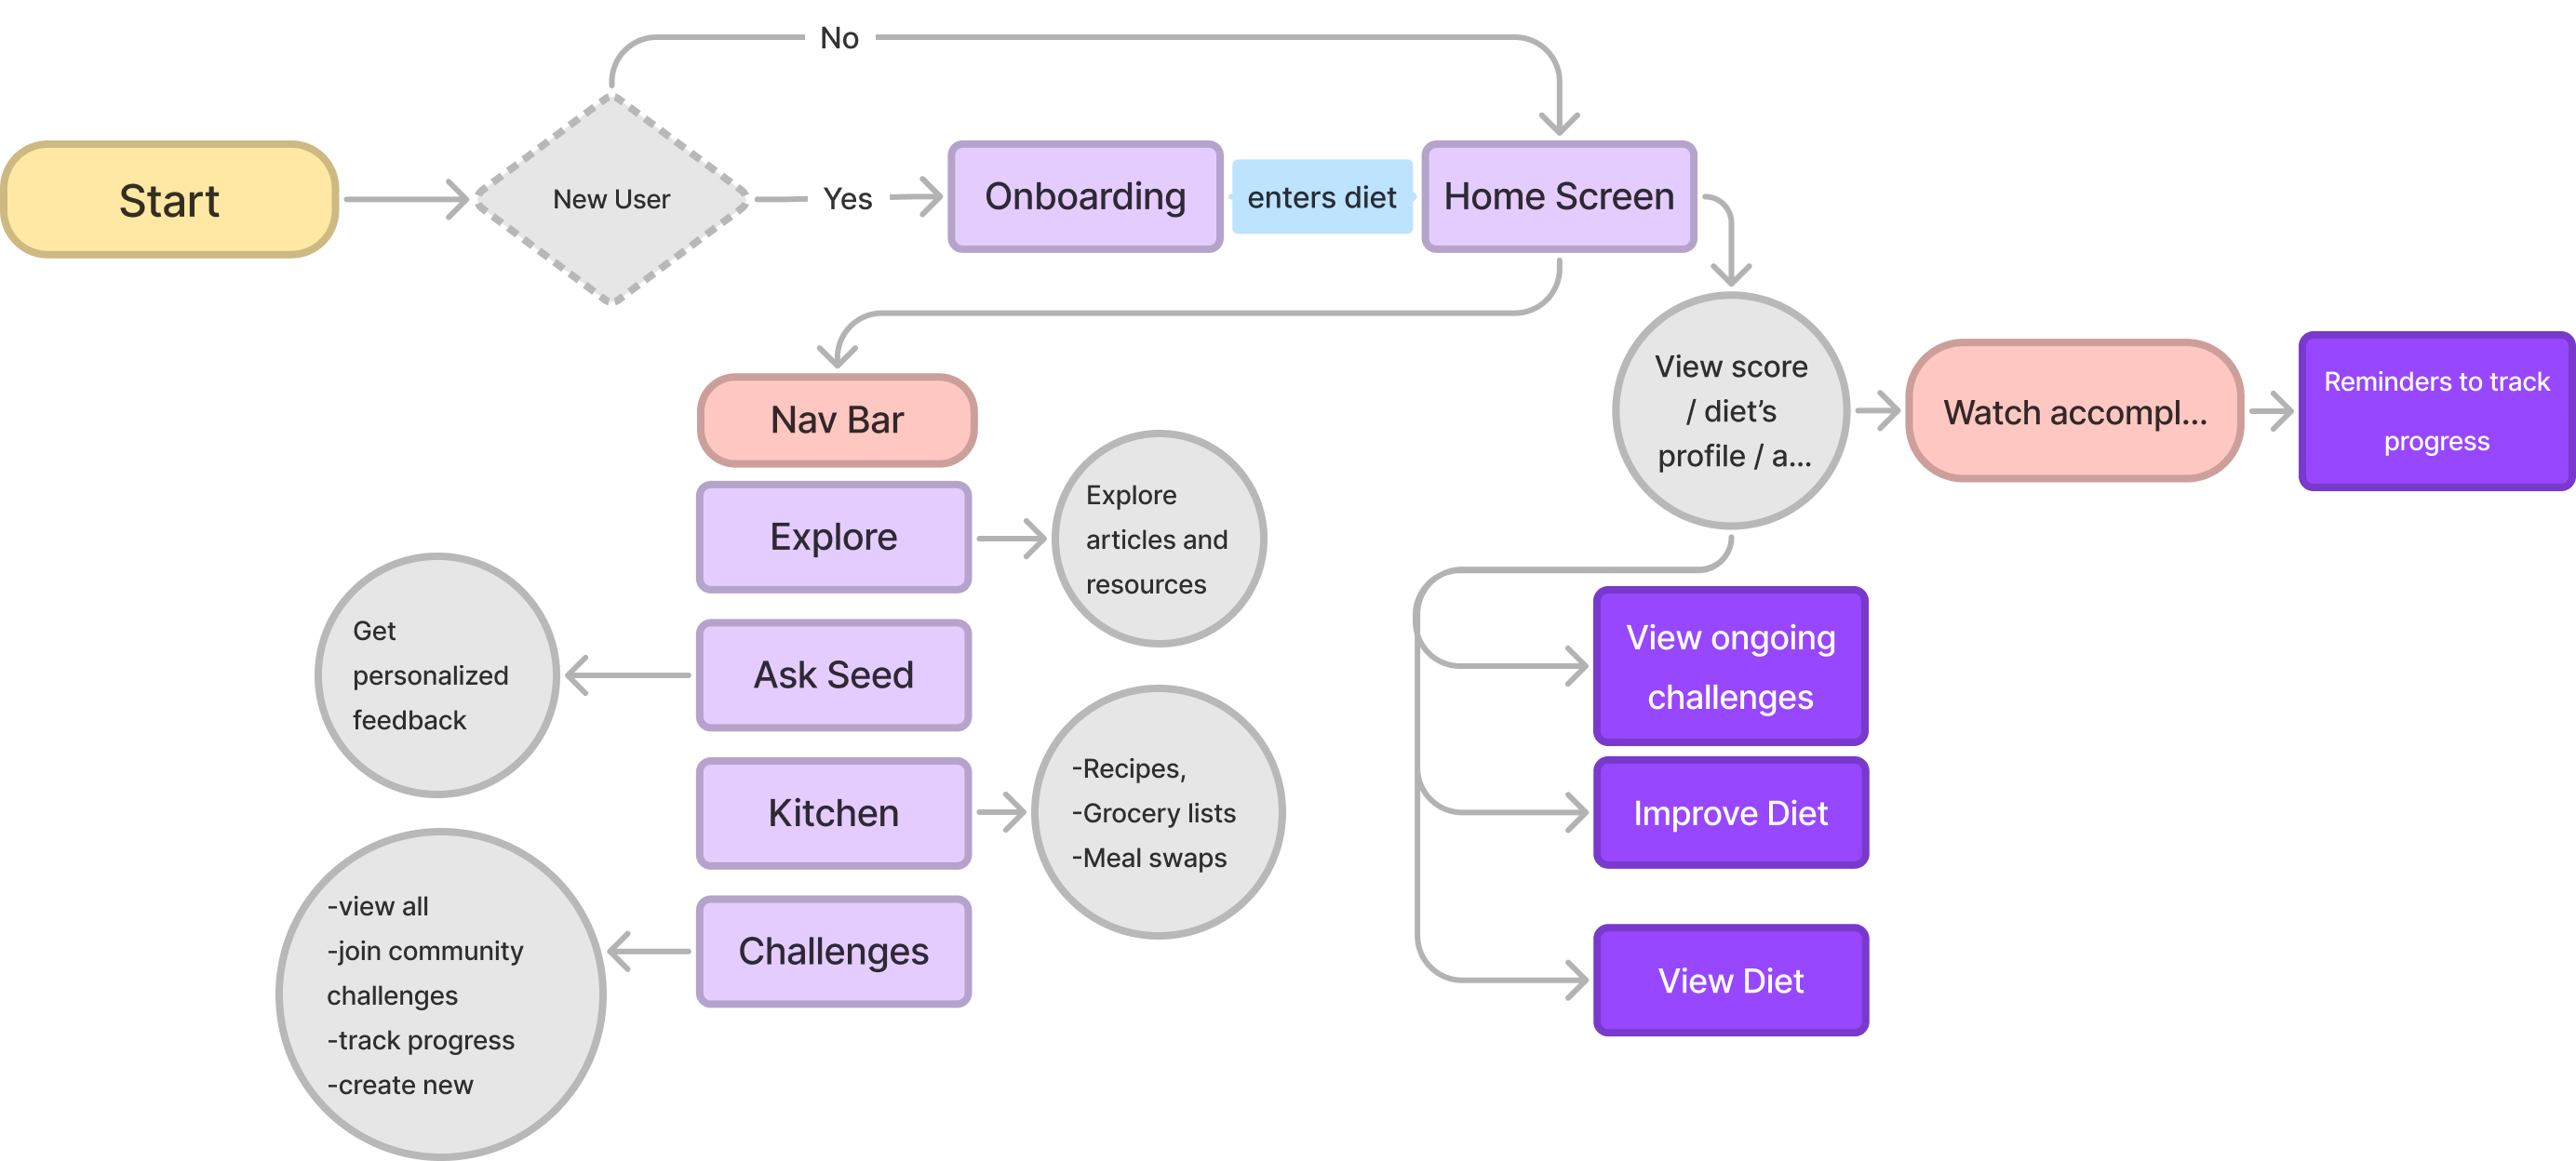 No
Start
New User
Yes
Onboarding
enters diet
Home Screen
View score
/ diet’s
profile / a...
Watch accompl...
Reminders to track
progress
Nav Bar
Explore
Explore
articles and
resources
Get
personalized
feedback
Ask Seed
Kitchen
-Recipes,
-Grocery lists
-Meal swaps
Challenges
-view all
-join community
challenges
-track progress
-create new
View ongoing
challenges
Improve Diet
View Diet